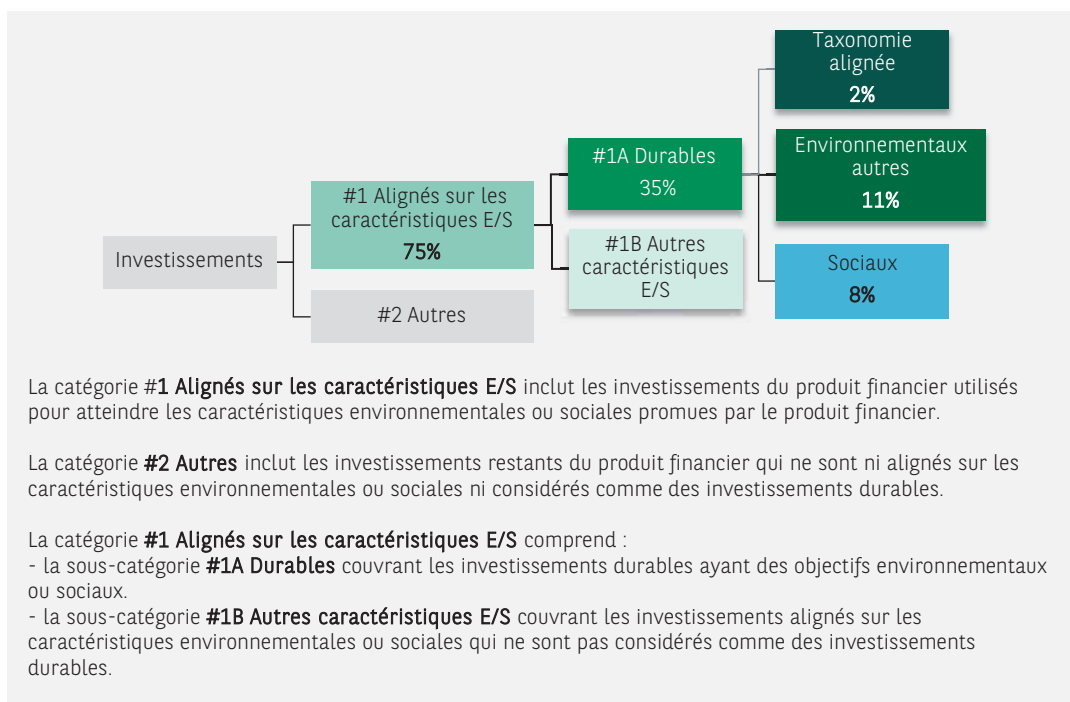 Taxonomie
alignée
2%
#1A Durables
35%
Environnementaux
autres
11%
#1 Alignés sur les
caractéristiques E/S
75%
#1B Autres
caractéristiques
E/S
Investissements
Sociaux
8%
#2 Autres
La catégorie #1 Alignés sur les caractéristiques E/S inclut les investissements du produit financier utilisés
pour atteindre les caractéristiques environnementales ou sociales promues par le produit financier.
La catégorie #2 Autres inclut les investissements restants du produit financier qui ne sont ni alignés sur les
caractéristiques environnementales ou sociales ni considérés comme des investissements durables.
La catégorie #1 Alignés sur les caractéristiques E/S comprend :
- la sous-catégorie #1A Durables couvrant les investissements durables ayant des objectifs environnementaux
ou sociaux.
- la sous-catégorie #1B Autres caractéristiques E/S couvrant les investissements alignés sur les
caractéristiques environnementales ou sociales qui ne sont pas considérés comme des investissements
durables.